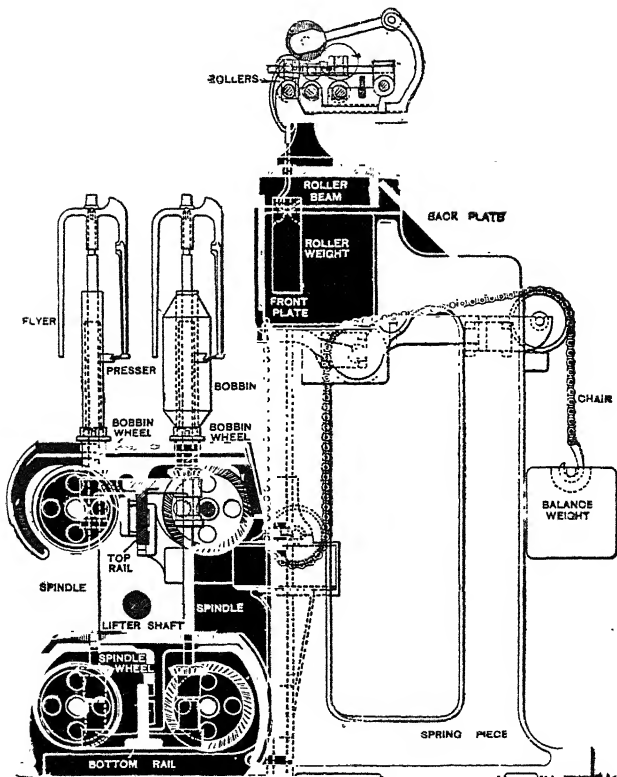 ROLLERS
ROLLER
BEAM
BACK PLATE
ROLLER
WEIGHT
FRONT
PLATE
FLYER
PRESSER
BOBBIN
CHAIR
BOBBIN
WHEEL
BOBBIN
WHEEL
BALANCE
WEIGHT
TOP
RAIL
SPINDLE
SPINDLE
LIFTER SHAFT
SPINDLE
WHEEL
SPRING PIECE
BOTTOM RAIL